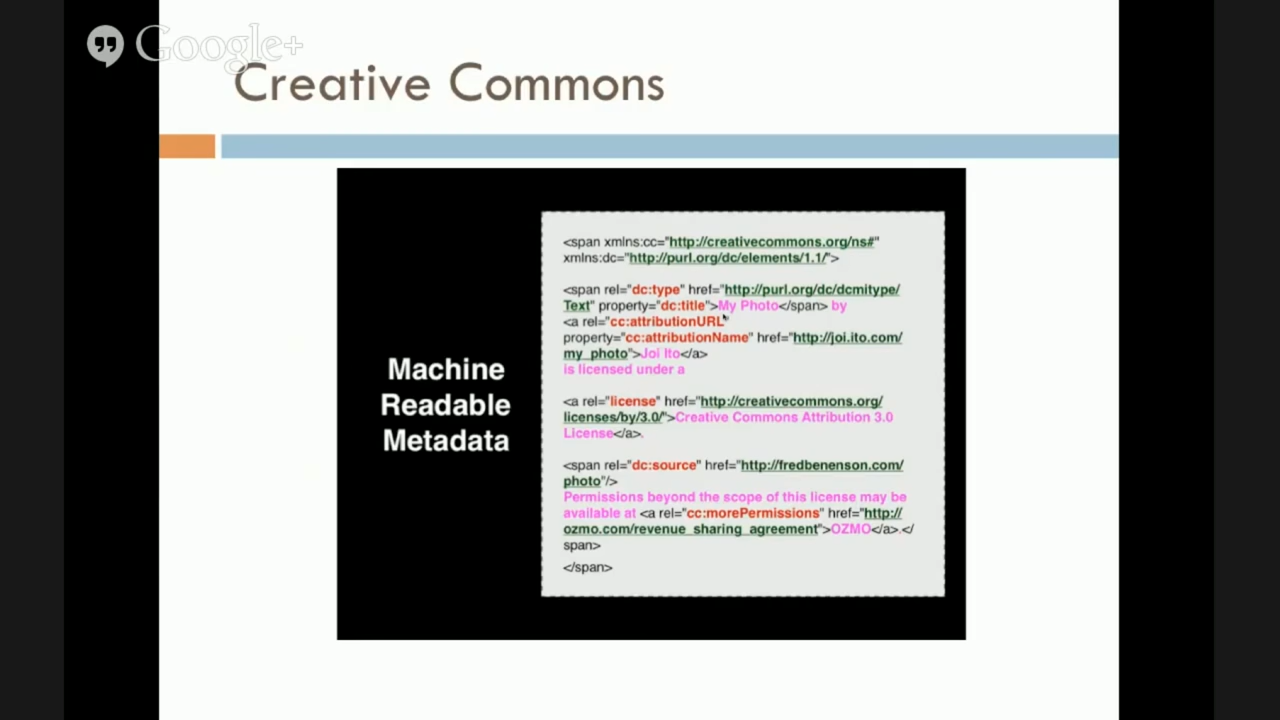 Google+
Creative Commons
Machine
Readable
Metadata
<span xmlns:cc="http://creativecommons.org/ns#"
xmlns:dc="http://purl.org/dc/elements/1.1/">
<span rel="dc:type" href="http://purl.org/dc/dcmitype/
Text" property="dc:title">My Photo</span> by
<a rel="cc:attributionURL"
property="cc:attributionName" href="http://joi.ito.com/
my_photo">Joi Ito</a>
is licensed under a
<a rel="license" href="http://creativecommons.org/
licenses/by/3.0/">Creative Commons Attribution 3.0
License</a>.
<span rel="dc:source" href="http://fredbenenson.com/
photo"/>
Permissions beyond the scope of this license may be
available at <a rel="cc:morePermissions" href="http://
ozmo.com/revenue_sharing_agreement">OZMO</a>.</
span>
</span>